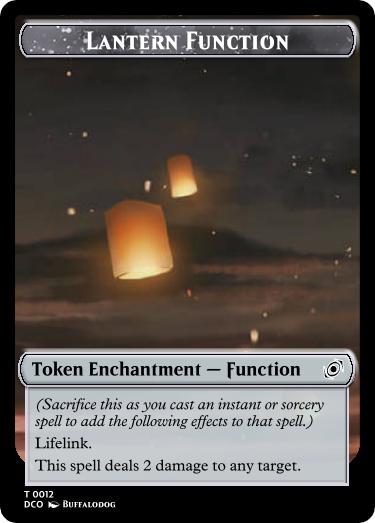 Lantern Function
Token Enchantment — Function
(Sacrifice this as you cast an instant or sorcery
spell to add the following effects to that spell.)
Lifelink.
This spell deals 2 damage to any target.
T 0012
DCO Buffalodog